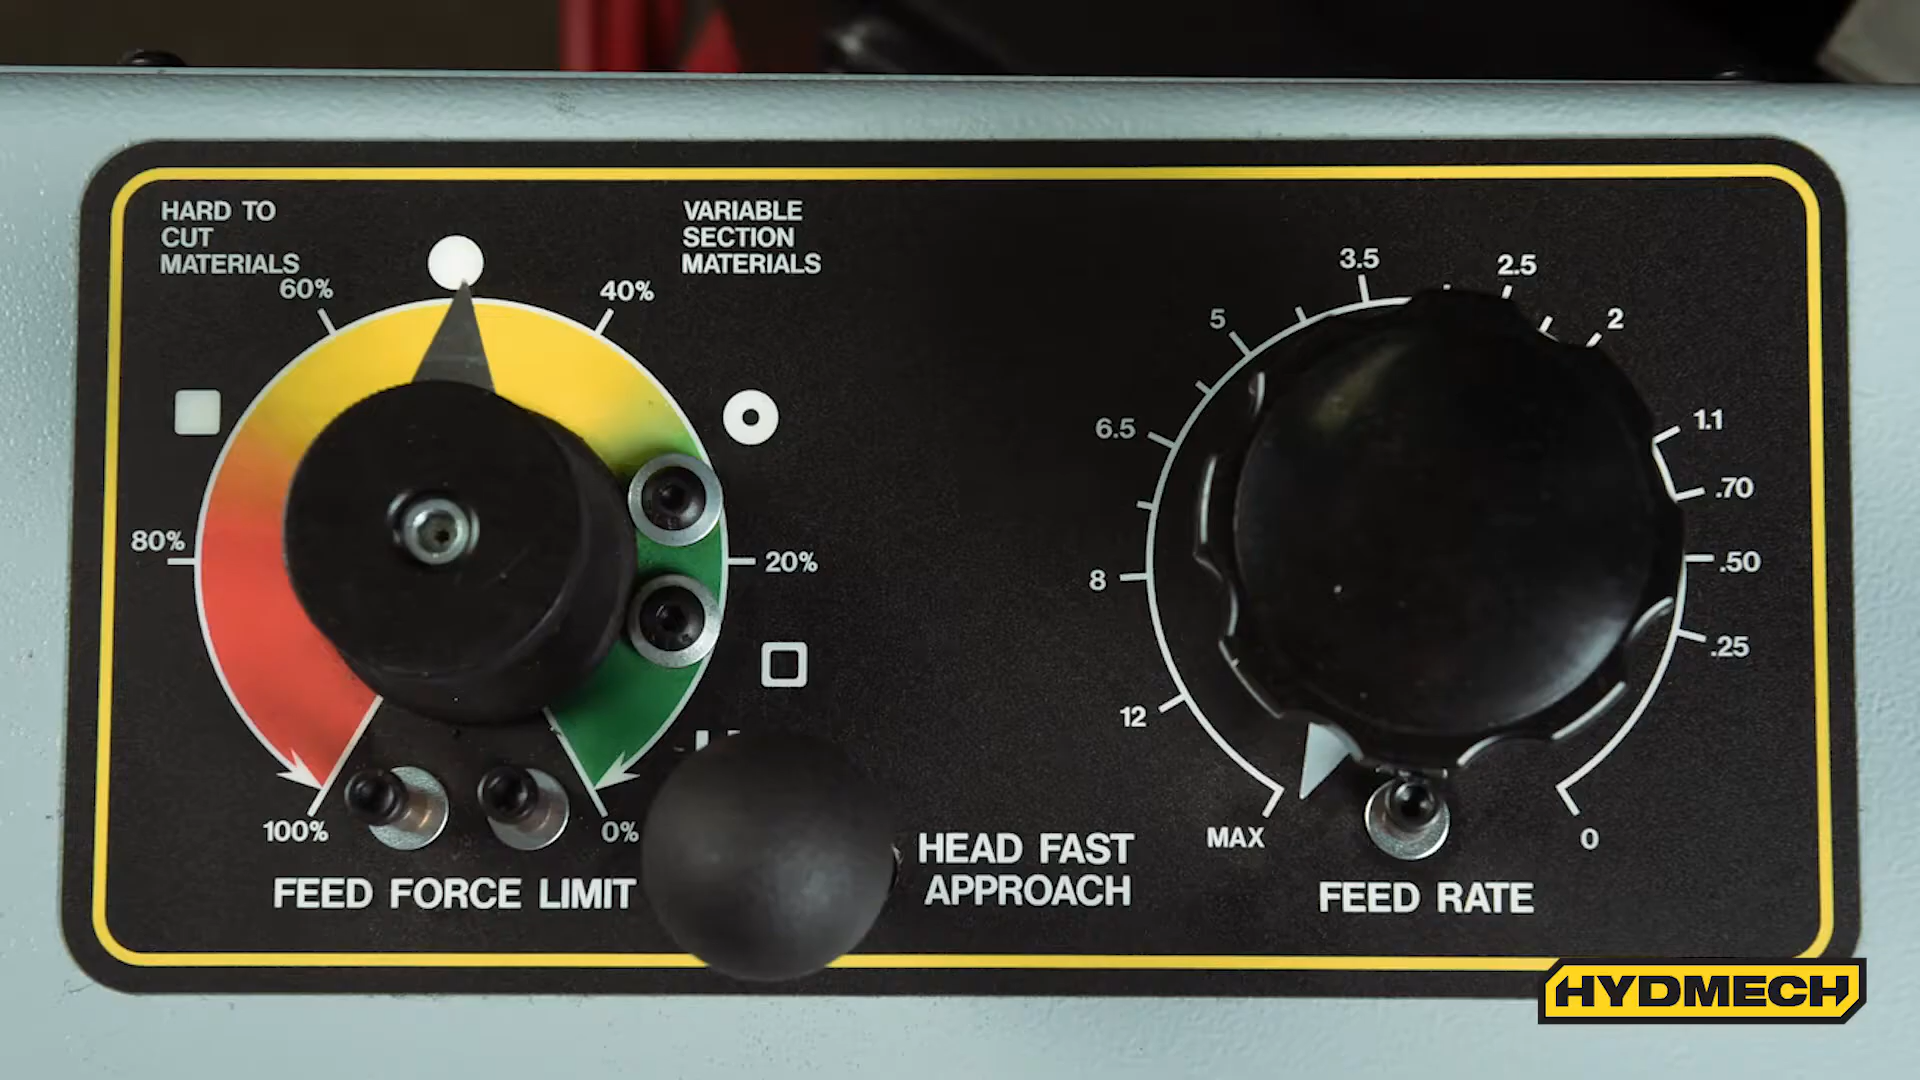 HARD TO
CUT
MATERIALS
VARIABLE
SECTION
MATERIALS
60%
40%
80%
20%
100%
0%
FEED FORCE LIMIT
HEAD FAST
APPROACH
3.5
2.5
5
2
6.5
1.1
.70
8
.50
.25
12
MAX
0
FEED RATE
HYDMECH